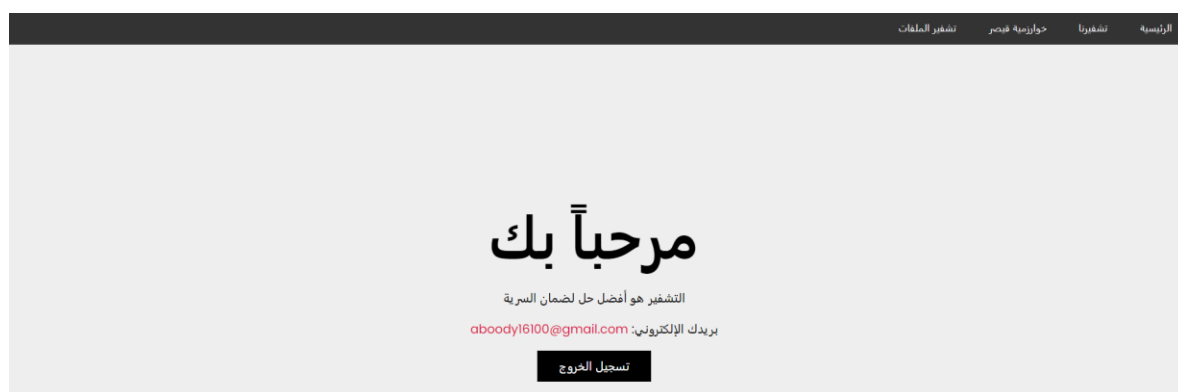 الرئيسية تشفيرنا خوارزمية قيصر تشفير الملفات
مرحباً بك
التشفير هو أفضل حل لضمان السرية
بريدك الإلكتروني: aboody16100@gmail.com
تسجيل الخروج